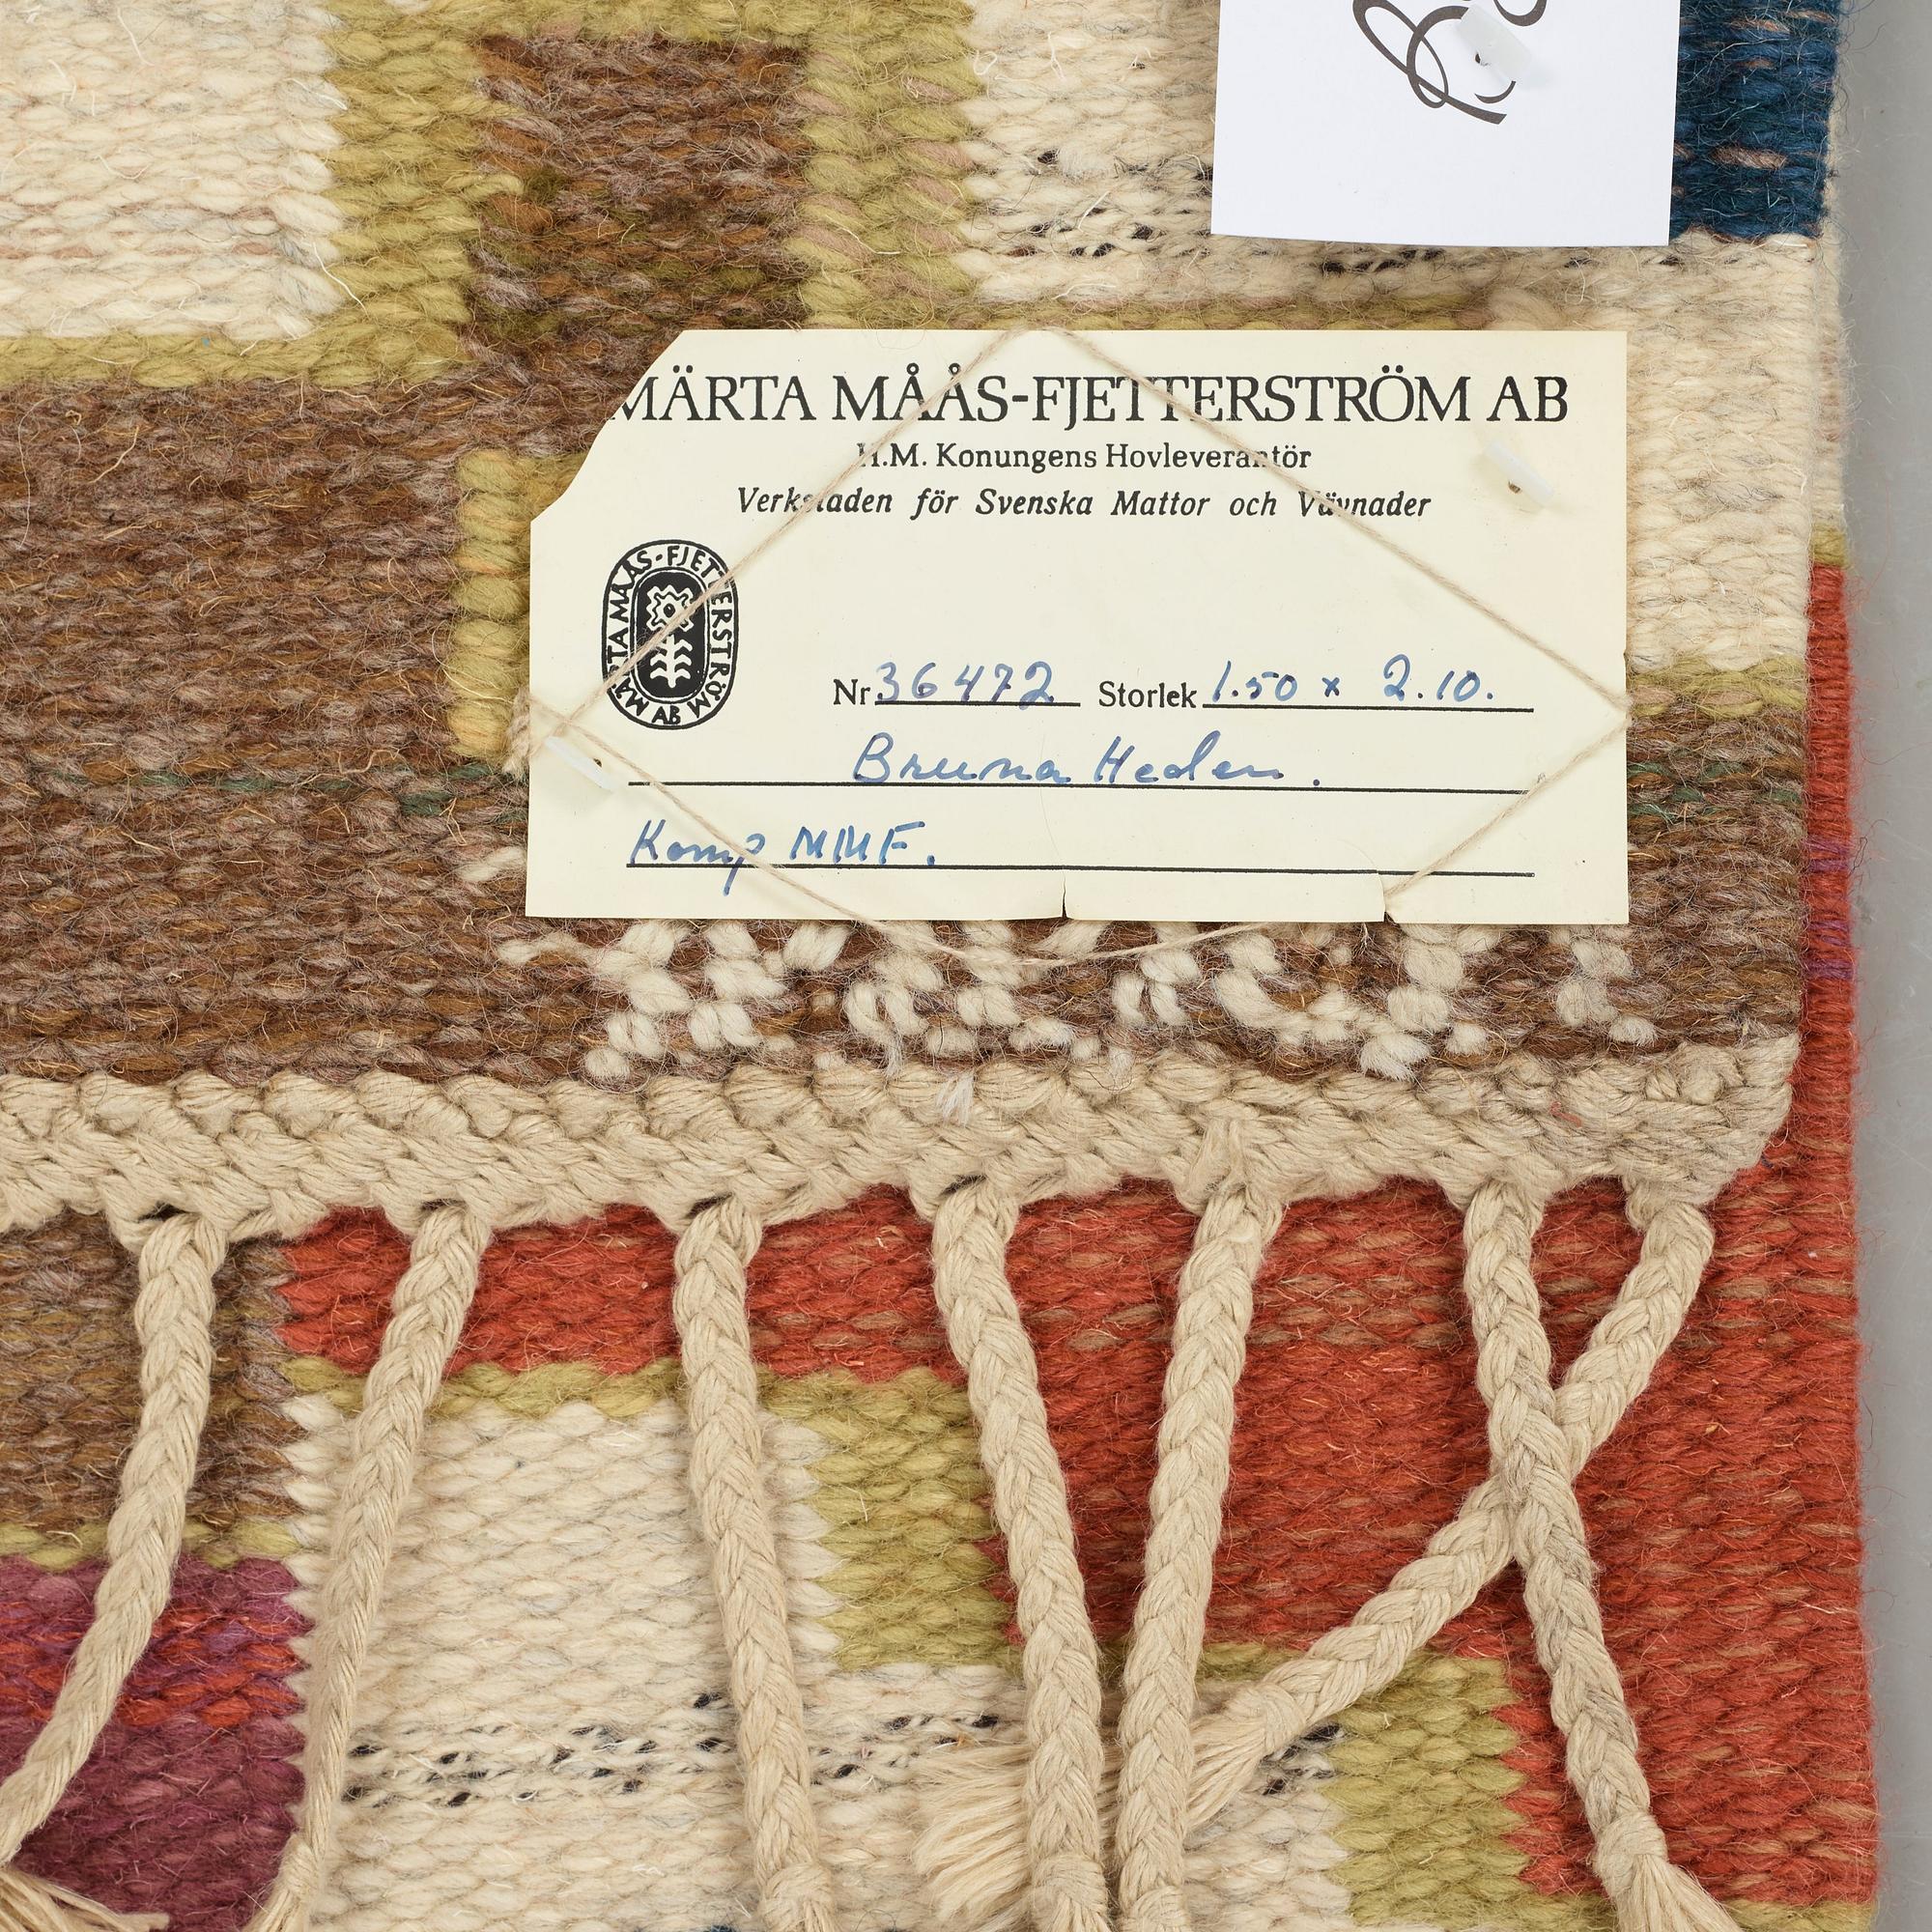 MÄRTA MÅÅS-FJETTERSTRÖM AB
H.M. Konungens Hovleverantör
Verkstaden för Svenska Mattor och Vävnader
MÄRTA MÅÅS-FJETTERSTRÖM AB
Nr 36472 Storlek 1.50 x 2.10.
Bruna Heden.
Komp MMF.